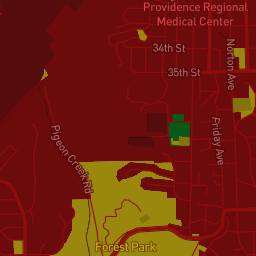 Providence Regional
Medical Center
34th St
35th St
Norton Ave
Friday Ave
Pigeon Creek Rd
Forest Park